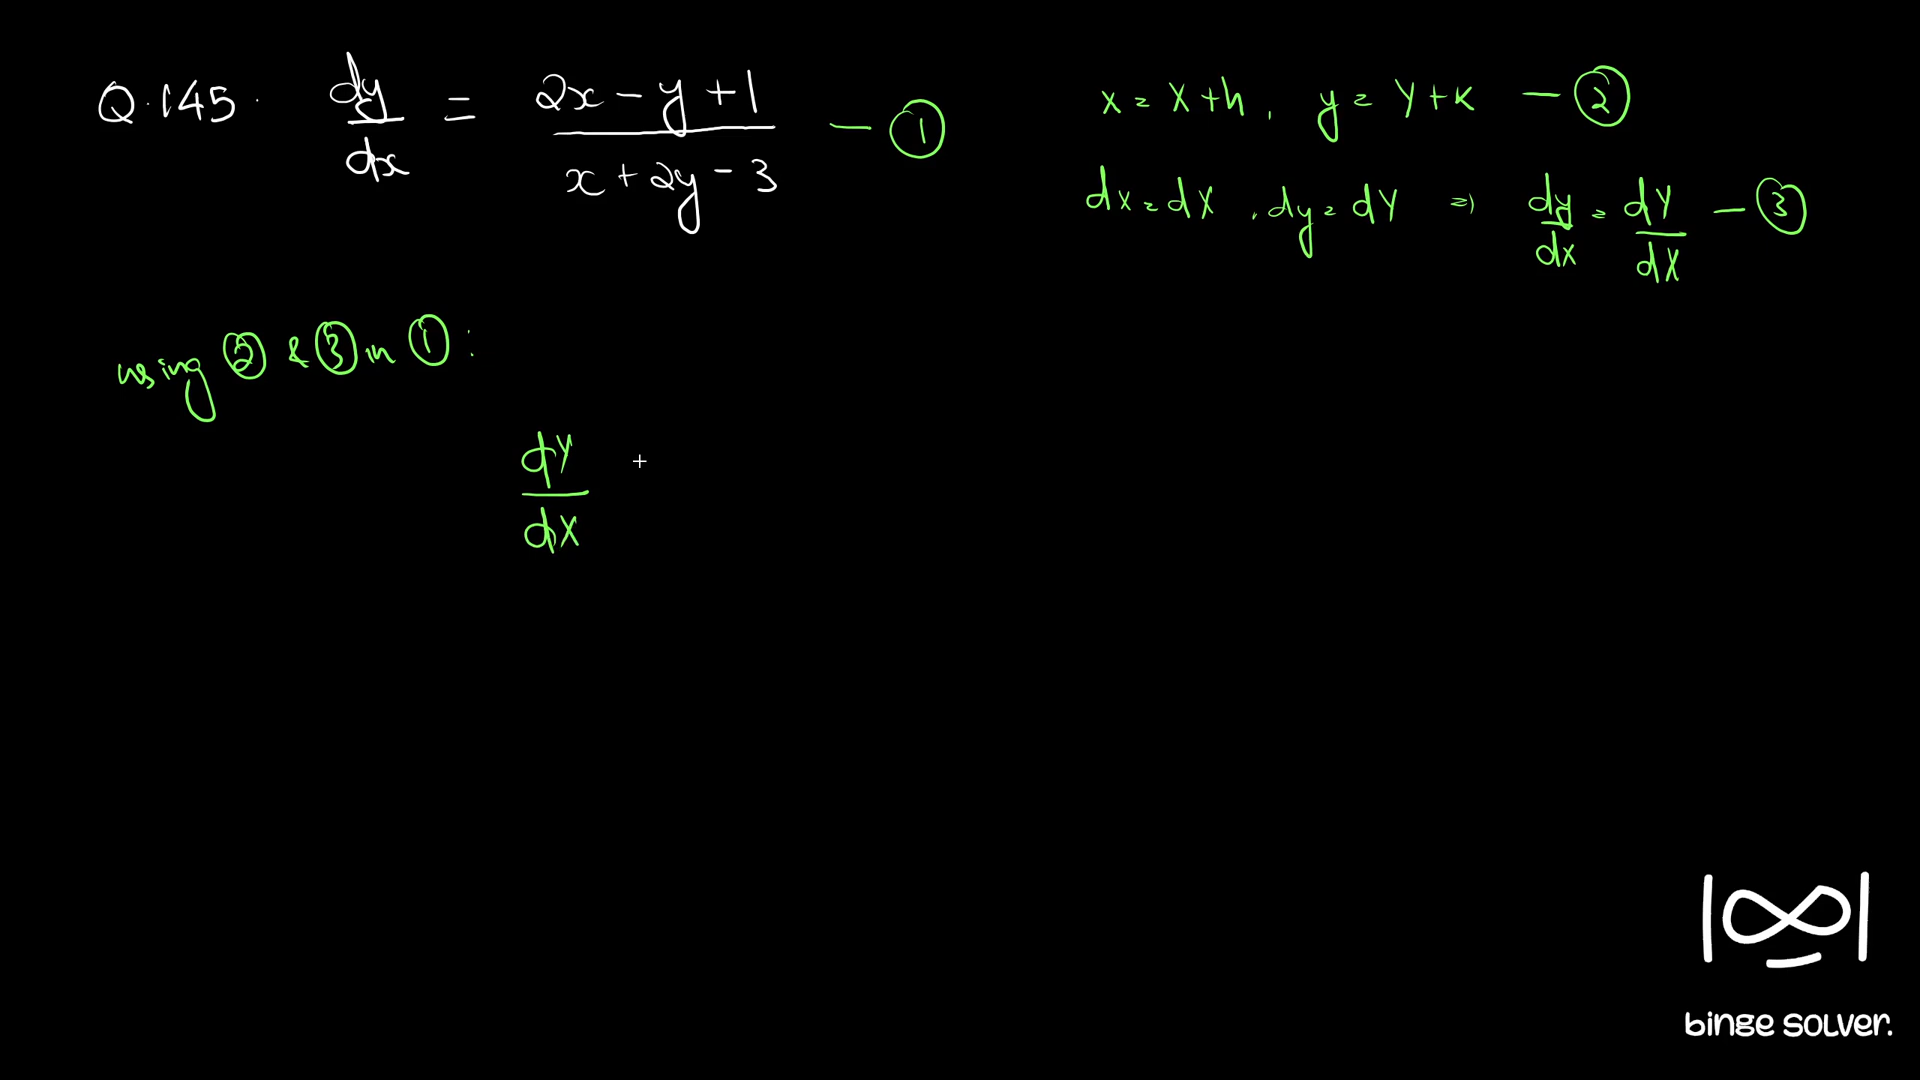 Q.145. dy/dx = (2x - y + 1)/(x + 2y - 3) — ①
x = X + h, y = Y + k — ②
dx = dX, dy = dY ⇒ dy/dx = dY/dX — ③
using ② & ③ in ① :
dY/dX
binge solver.